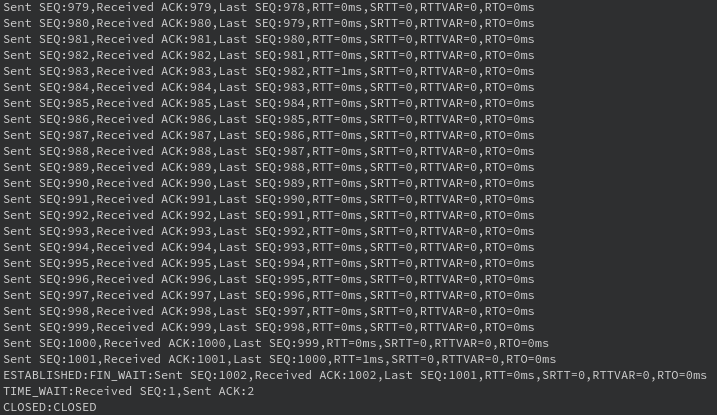 Sent SEQ:979,Received ACK:979,Last SEQ:978,RTT=0ms,SRTT=0,RTTVAR=0,RTO=0ms
Sent SEQ:980,Received ACK:980,Last SEQ:979,RTT=0ms,SRTT=0,RTTVAR=0,RTO=0ms
Sent SEQ:981,Received ACK:981,Last SEQ:980,RTT=0ms,SRTT=0,RTTVAR=0,RTO=0ms
Sent SEQ:982,Received ACK:982,Last SEQ:981,RTT=0ms,SRTT=0,RTTVAR=0,RTO=0ms
Sent SEQ:983,Received ACK:983,Last SEQ:982,RTT=1ms,SRTT=0,RTTVAR=0,RTO=0ms
Sent SEQ:984,Received ACK:984,Last SEQ:983,RTT=0ms,SRTT=0,RTTVAR=0,RTO=0ms
Sent SEQ:985,Received ACK:985,Last SEQ:984,RTT=0ms,SRTT=0,RTTVAR=0,RTO=0ms
Sent SEQ:986,Received ACK:986,Last SEQ:985,RTT=0ms,SRTT=0,RTTVAR=0,RTO=0ms
Sent SEQ:987,Received ACK:987,Last SEQ:986,RTT=0ms,SRTT=0,RTTVAR=0,RTO=0ms
Sent SEQ:988,Received ACK:988,Last SEQ:987,RTT=0ms,SRTT=0,RTTVAR=0,RTO=0ms
Sent SEQ:989,Received ACK:989,Last SEQ:988,RTT=0ms,SRTT=0,RTTVAR=0,RTO=0ms
Sent SEQ:990,Received ACK:990,Last SEQ:989,RTT=0ms,SRTT=0,RTTVAR=0,RTO=0ms
Sent SEQ:991,Received ACK:991,Last SEQ:990,RTT=0ms,SRTT=0,RTTVAR=0,RTO=0ms
Sent SEQ:992,Received ACK:992,Last SEQ:991,RTT=0ms,SRTT=0,RTTVAR=0,RTO=0ms
Sent SEQ:993,Received ACK:993,Last SEQ:992,RTT=0ms,SRTT=0,RTTVAR=0,RTO=0ms
Sent SEQ:994,Received ACK:994,Last SEQ:993,RTT=0ms,SRTT=0,RTTVAR=0,RTO=0ms
Sent SEQ:995,Received ACK:995,Last SEQ:994,RTT=0ms,SRTT=0,RTTVAR=0,RTO=0ms
Sent SEQ:996,Received ACK:996,Last SEQ:995,RTT=0ms,SRTT=0,RTTVAR=0,RTO=0ms
Sent SEQ:997,Received ACK:997,Last SEQ:996,RTT=0ms,SRTT=0,RTTVAR=0,RTO=0ms
Sent SEQ:998,Received ACK:998,Last SEQ:997,RTT=0ms,SRTT=0,RTTVAR=0,RTO=0ms
Sent SEQ:999,Received ACK:999,Last SEQ:998,RTT=0ms,SRTT=0,RTTVAR=0,RTO=0ms
Sent SEQ:1000,Received ACK:1000,Last SEQ:999,RTT=0ms,SRTT=0,RTTVAR=0,RTO=0ms
Sent SEQ:1001,Received ACK:1001,Last SEQ:1000,RTT=1ms,SRTT=0,RTTVAR=0,RTO=0ms
ESTABLISHED:FIN_WAIT:Sent SEQ:1002,Received ACK:1002,Last SEQ:1001,RTT=0ms,SRTT=0,RTTVAR=0,RTO=0ms
TIME_WAIT:Received SEQ:1,Sent ACK:2
CLOSED:CLOSED